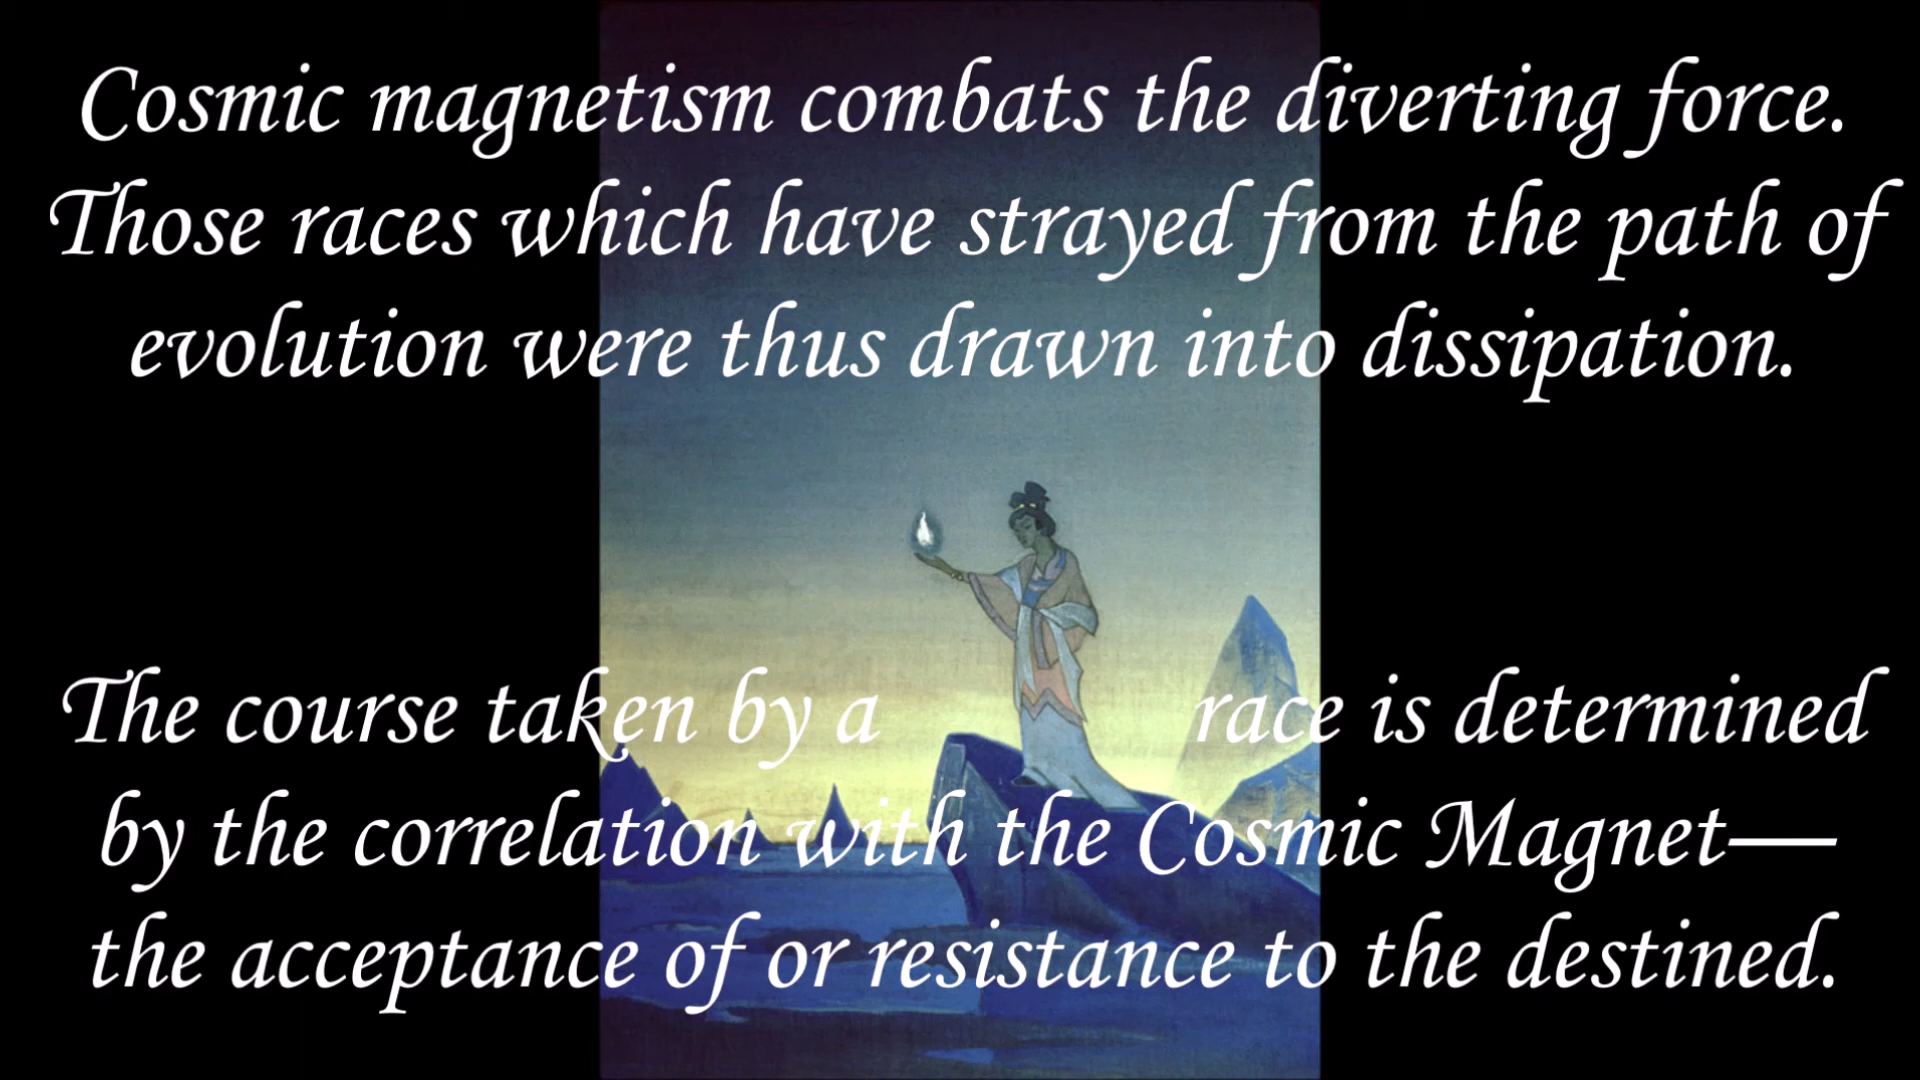 Cosmic magnetism combats the diverting force.
Those races which have strayed from the path of
evolution were thus drawn into dissipation.
The course taken by a race is determined
by the correlation with the Cosmic Magnet—
the acceptance of or resistance to the destined.